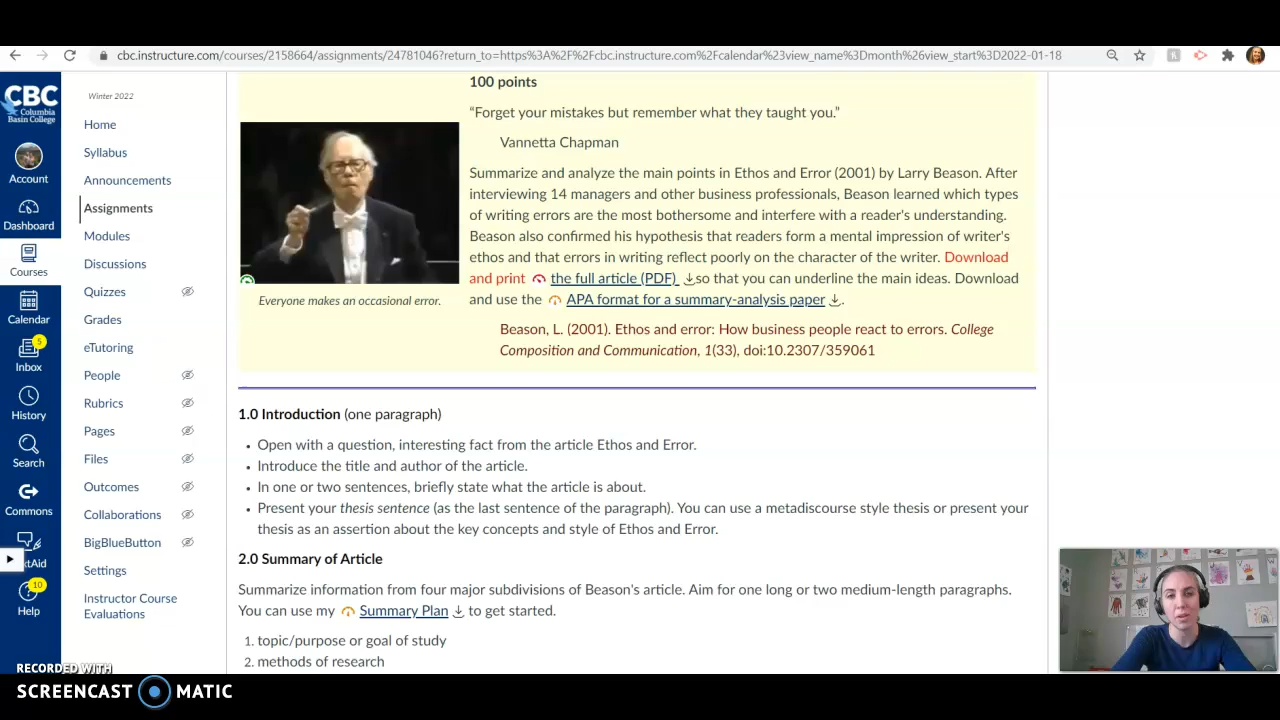 cbc.instructure.com/courses/2158664/assignments/24781046?return_to=https%3A%2F%2Fcbc.instructure.com%2Fcalendar%23view_name%3Dmonth%26view_start%3D2022-01-18
CBC
Columbia
Basin College
Account
Dashboard
Courses
Calendar
5
Inbox
History
Search
Commons
xtAid
10
Help
Winter 2022
Home
Syllabus
Announcements
Assignments
Modules
Discussions
Quizzes
Grades
eTutoring
People
Rubrics
Pages
Files
Outcomes
Collaborations
BigBlueButton
Settings
Instructor Course
Evaluations
100 points
“Forget your mistakes but remember what they taught you.”
Vannetta Chapman
Summarize and analyze the main points in Ethos and Error (2001) by Larry Beason. After
interviewing 14 managers and other business professionals, Beason learned which types
of writing errors are the most bothersome and interfere with a reader's understanding.
Beason also confirmed his hypothesis that readers form a mental impression of writer's
ethos and that errors in writing reflect poorly on the character of the writer. Download
and print the full article (PDF) so that you can underline the main ideas. Download
and use the APA format for a summary-analysis paper .
Everyone makes an occasional error.
Beason, L. (2001). Ethos and error: How business people react to errors. College
Composition and Communication, 1(33), doi:10.2307/359061
1.0 Introduction (one paragraph)
• Open with a question, interesting fact from the article Ethos and Error.
• Introduce the title and author of the article.
• In one or two sentences, briefly state what the article is about.
• Present your thesis sentence (as the last sentence of the paragraph). You can use a metadiscourse style thesis or present your
thesis as an assertion about the key concepts and style of Ethos and Error.
2.0 Summary of Article
Summarize information from four major subdivisions of Beason's article. Aim for one long or two medium-length paragraphs.
You can use my Summary Plan to get started.
1. topic/purpose or goal of study
2. methods of research
RECORDED WITH
SCREENCAST MATIC